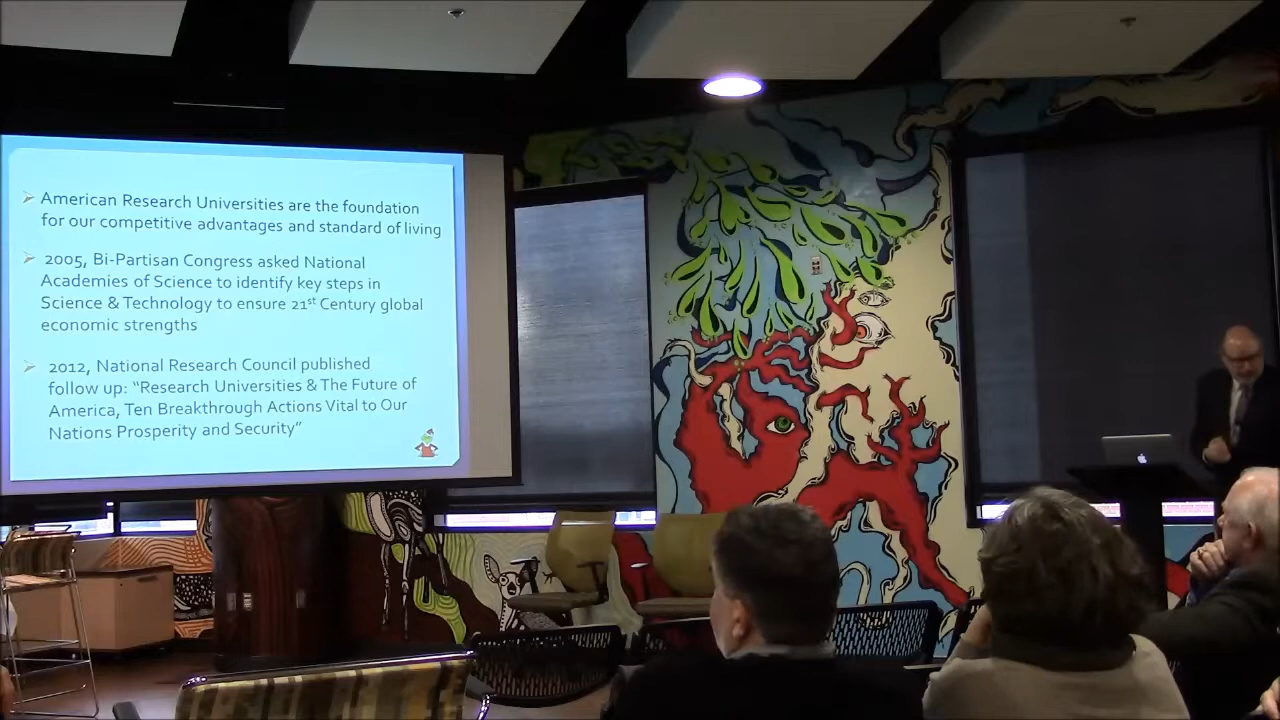 American Research Universities are the foundation
for our competitive advantages and standard of living
2005, Bi-Partisan Congress asked National
Academies of Science to identify key steps in
Science & Technology to ensure 21st Century global
economic strengths
2012, National Research Council published
follow up: “Research Universities & The Future of
America, Ten Breakthrough Actions Vital to Our
Nations Prosperity and Security”